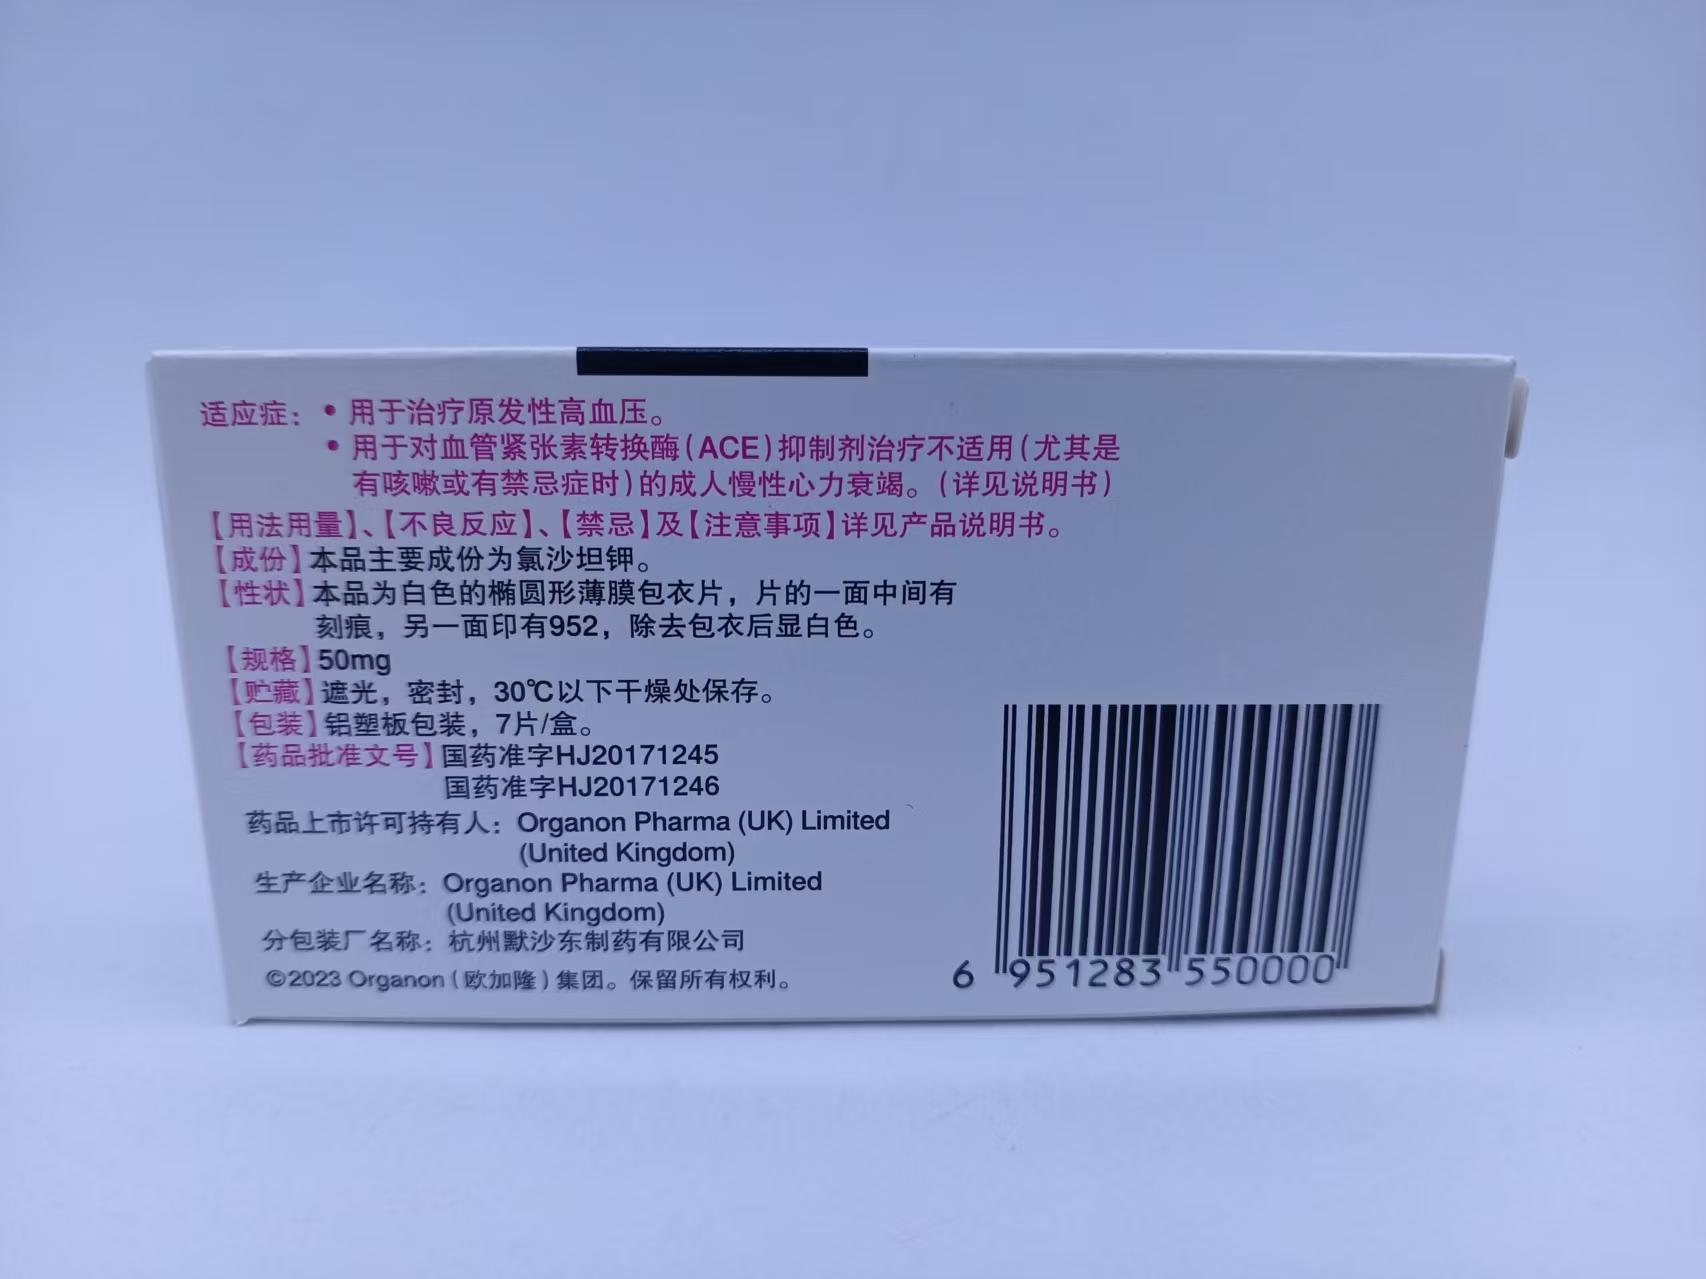 适应症：• 用于治疗原发性高血压。
• 用于对血管紧张素转换酶(ACE)抑制剂治疗不适用(尤其是
有咳嗽或有禁忌症时)的成人慢性心力衰竭。(详见说明书)
【用法用量】、【不良反应】、【禁忌】及【注意事项】详见产品说明书。
【成份】本品主要成份为氯沙坦钾。
【性状】本品为白色的椭圆形薄膜包衣片，片的一面中间有
刻痕，另一面印有952，除去包衣后显白色。
【规格】50mg
【贮藏】遮光，密封，30℃以下干燥处保存。
【包装】铝塑板包装，7片/盒。
【药品批准文号】国药准字HJ20171245
国药准字HJ20171246
药品上市许可持有人：Organon Pharma (UK) Limited
(United Kingdom)
生产企业名称：Organon Pharma (UK) Limited
(United Kingdom)
分包装厂名称：杭州默沙东制药有限公司
©2023 Organon（欧加隆）集团。保留所有权利。
6 951283 550000